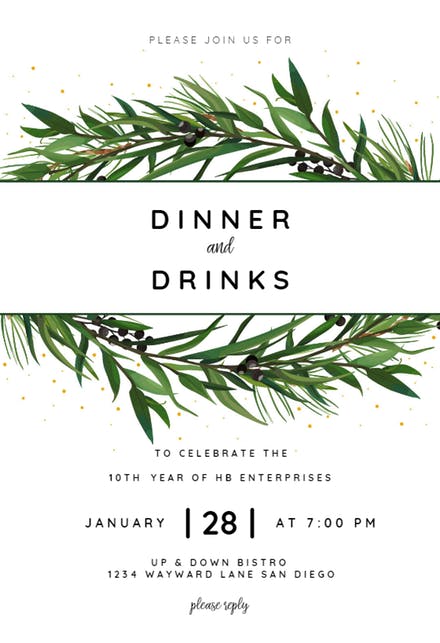 PLEASE JOIN US FOR
DINNER
and
DRINKS
TO CELEBRATE THE
10TH YEAR OF HB ENTERPRISES
JANUARY | 28 | AT 7:00 PM
UP & DOWN BISTRO
1234 WAYWARD LANE SAN DIEGO
please reply